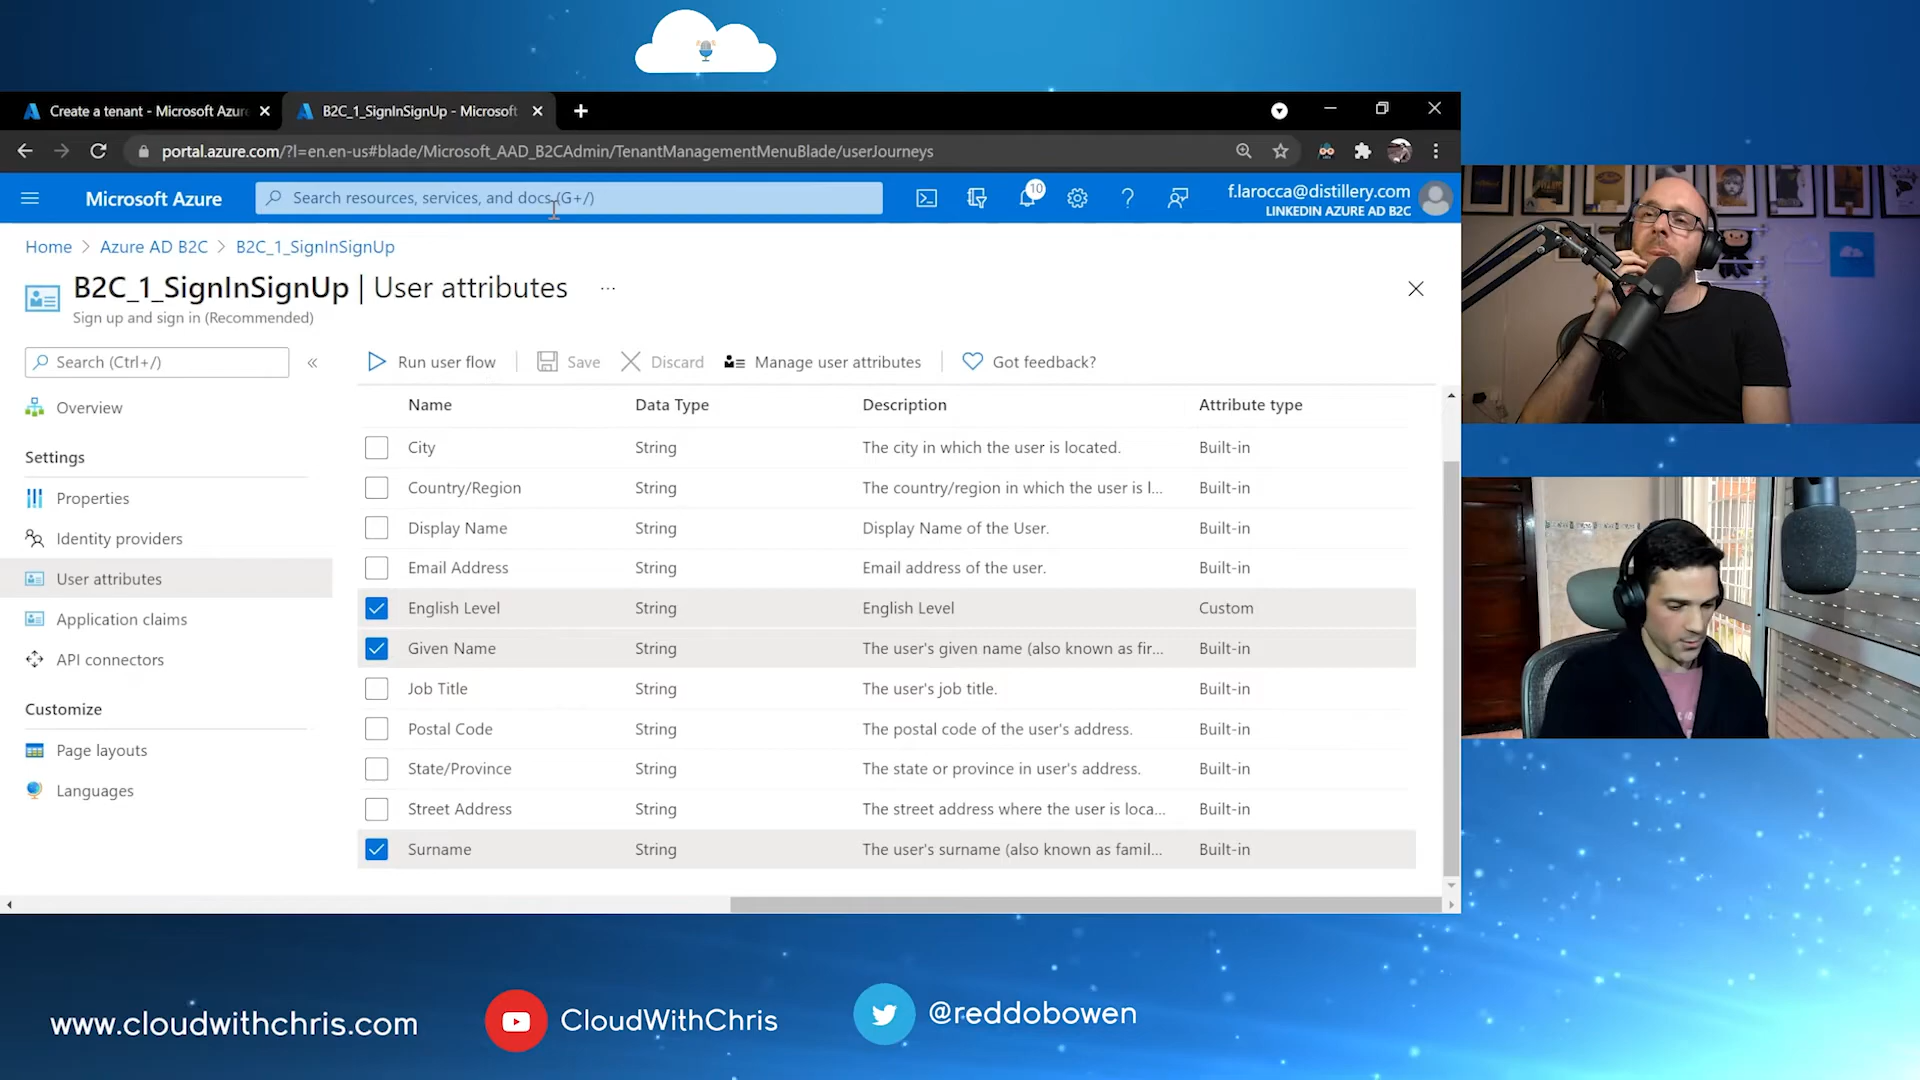 Create a tenant - Microsoft Azur
B2C_1_SignInSignUp - Microsoft
portal.azure.com/?l=en.en-us#blade/Microsoft_AAD_B2CAdmin/TenantManagementMenuBlade/userJourneys
Microsoft Azure
Search resources, services, and docs (G+/)
10
f.larocca@distillery.com
LINKEDIN AZURE AD B2C
Home > Azure AD B2C > B2C_1_SignInSignUp
B2C_1_SignInSignUp | User attributes ...
Sign up and sign in (Recommended)
Search (Ctrl+/)
Overview
Settings
Properties
Identity providers
User attributes
Application claims
API connectors
Customize
Page layouts
Languages
Run user flow
Save
Discard
Manage user attributes
Got feedback?
Name Data Type Description Attribute type
City String The city in which the user is located. Built-in
Country/Region String The country/region in which the user is l... Built-in
Display Name String Display Name of the User. Built-in
Email Address String Email address of the user. Built-in
English Level String English Level Custom
Given Name String The user's given name (also known as fir... Built-in
Job Title String The user's job title. Built-in
Postal Code String The postal code of the user's address. Built-in
State/Province String The state or province in user's address. Built-in
Street Address String The street address where the user is loca... Built-in
Surname String The user's surname (also known as famil... Built-in
www.cloudwithchris.com
CloudWithChris
@reddobowen